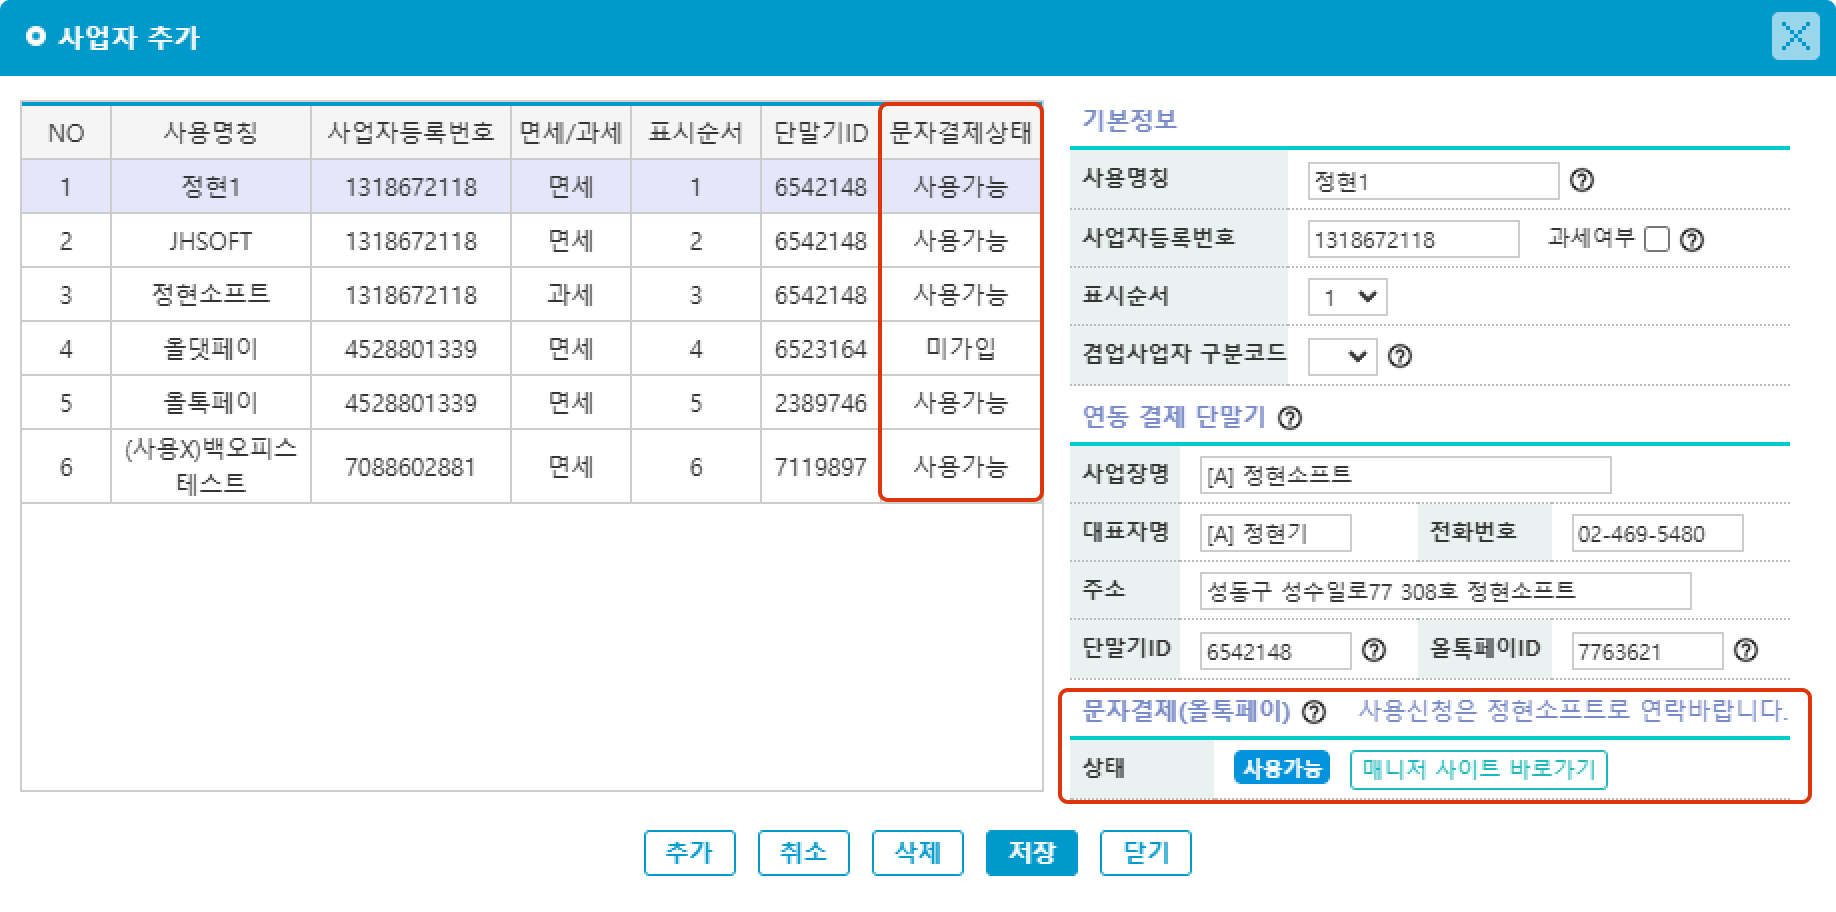 사업자 추가
NO 사용명칭 사업자등록번호 면세/과세 표시순서 단말기ID 문자결제상태
1 정현1 1318672118 면세 1 6542148 사용가능
2 JHSOFT 1318672118 면세 2 6542148 사용가능
3 정현소프트 1318672118 과세 3 6542148 사용가능
4 올댓페이 4528801339 면세 4 6523164 미가입
5 올톡페이 4528801339 면세 5 2389746 사용가능
6 (사용X)백오피스 테스트 7088602881 면세 6 7119897 사용가능
기본정보
사용명칭 정현1 ?
사업자등록번호 1318672118 과세여부 ?
표시순서 1
겸업사업자 구분코드 ?
연동 결제 단말기 ?
사업장명 [A] 정현소프트
대표자명 [A] 정현기 전화번호 02-469-5480
주소 성동구 성수일로77 308호 정현소프트
단말기ID 6542148 ? 올톡페이ID 7763621 ?
문자결제(올톡페이) ? 사용신청은 정현소프트로 연락바랍니다.
상태 사용가능 매니저 사이트 바로가기
추가 취소 삭제 저장 닫기